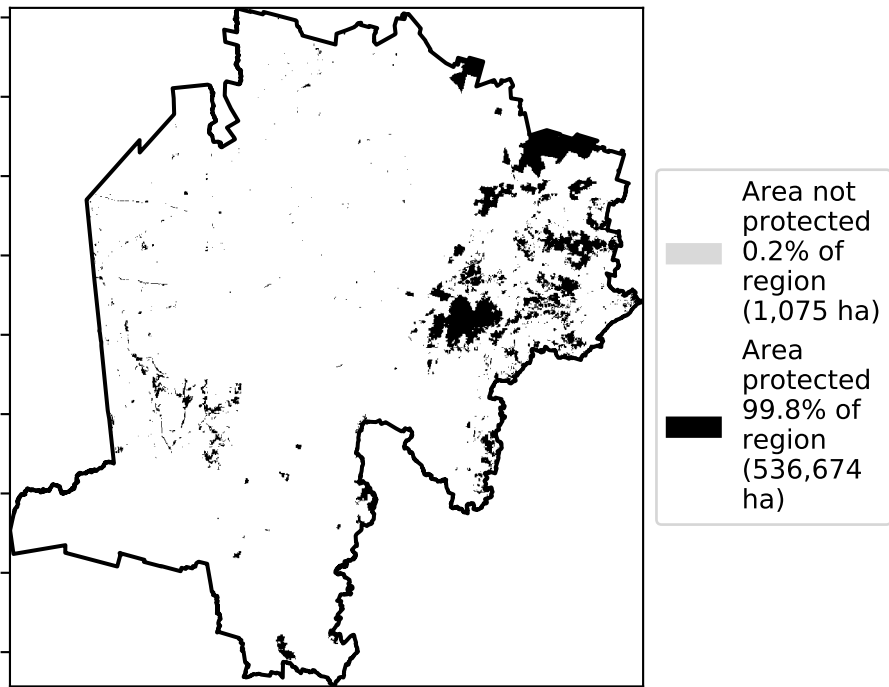 Area not
protected
0.2% of
region
(1,075 ha)
Area
protected
99.8% of
region
(536,674
ha)